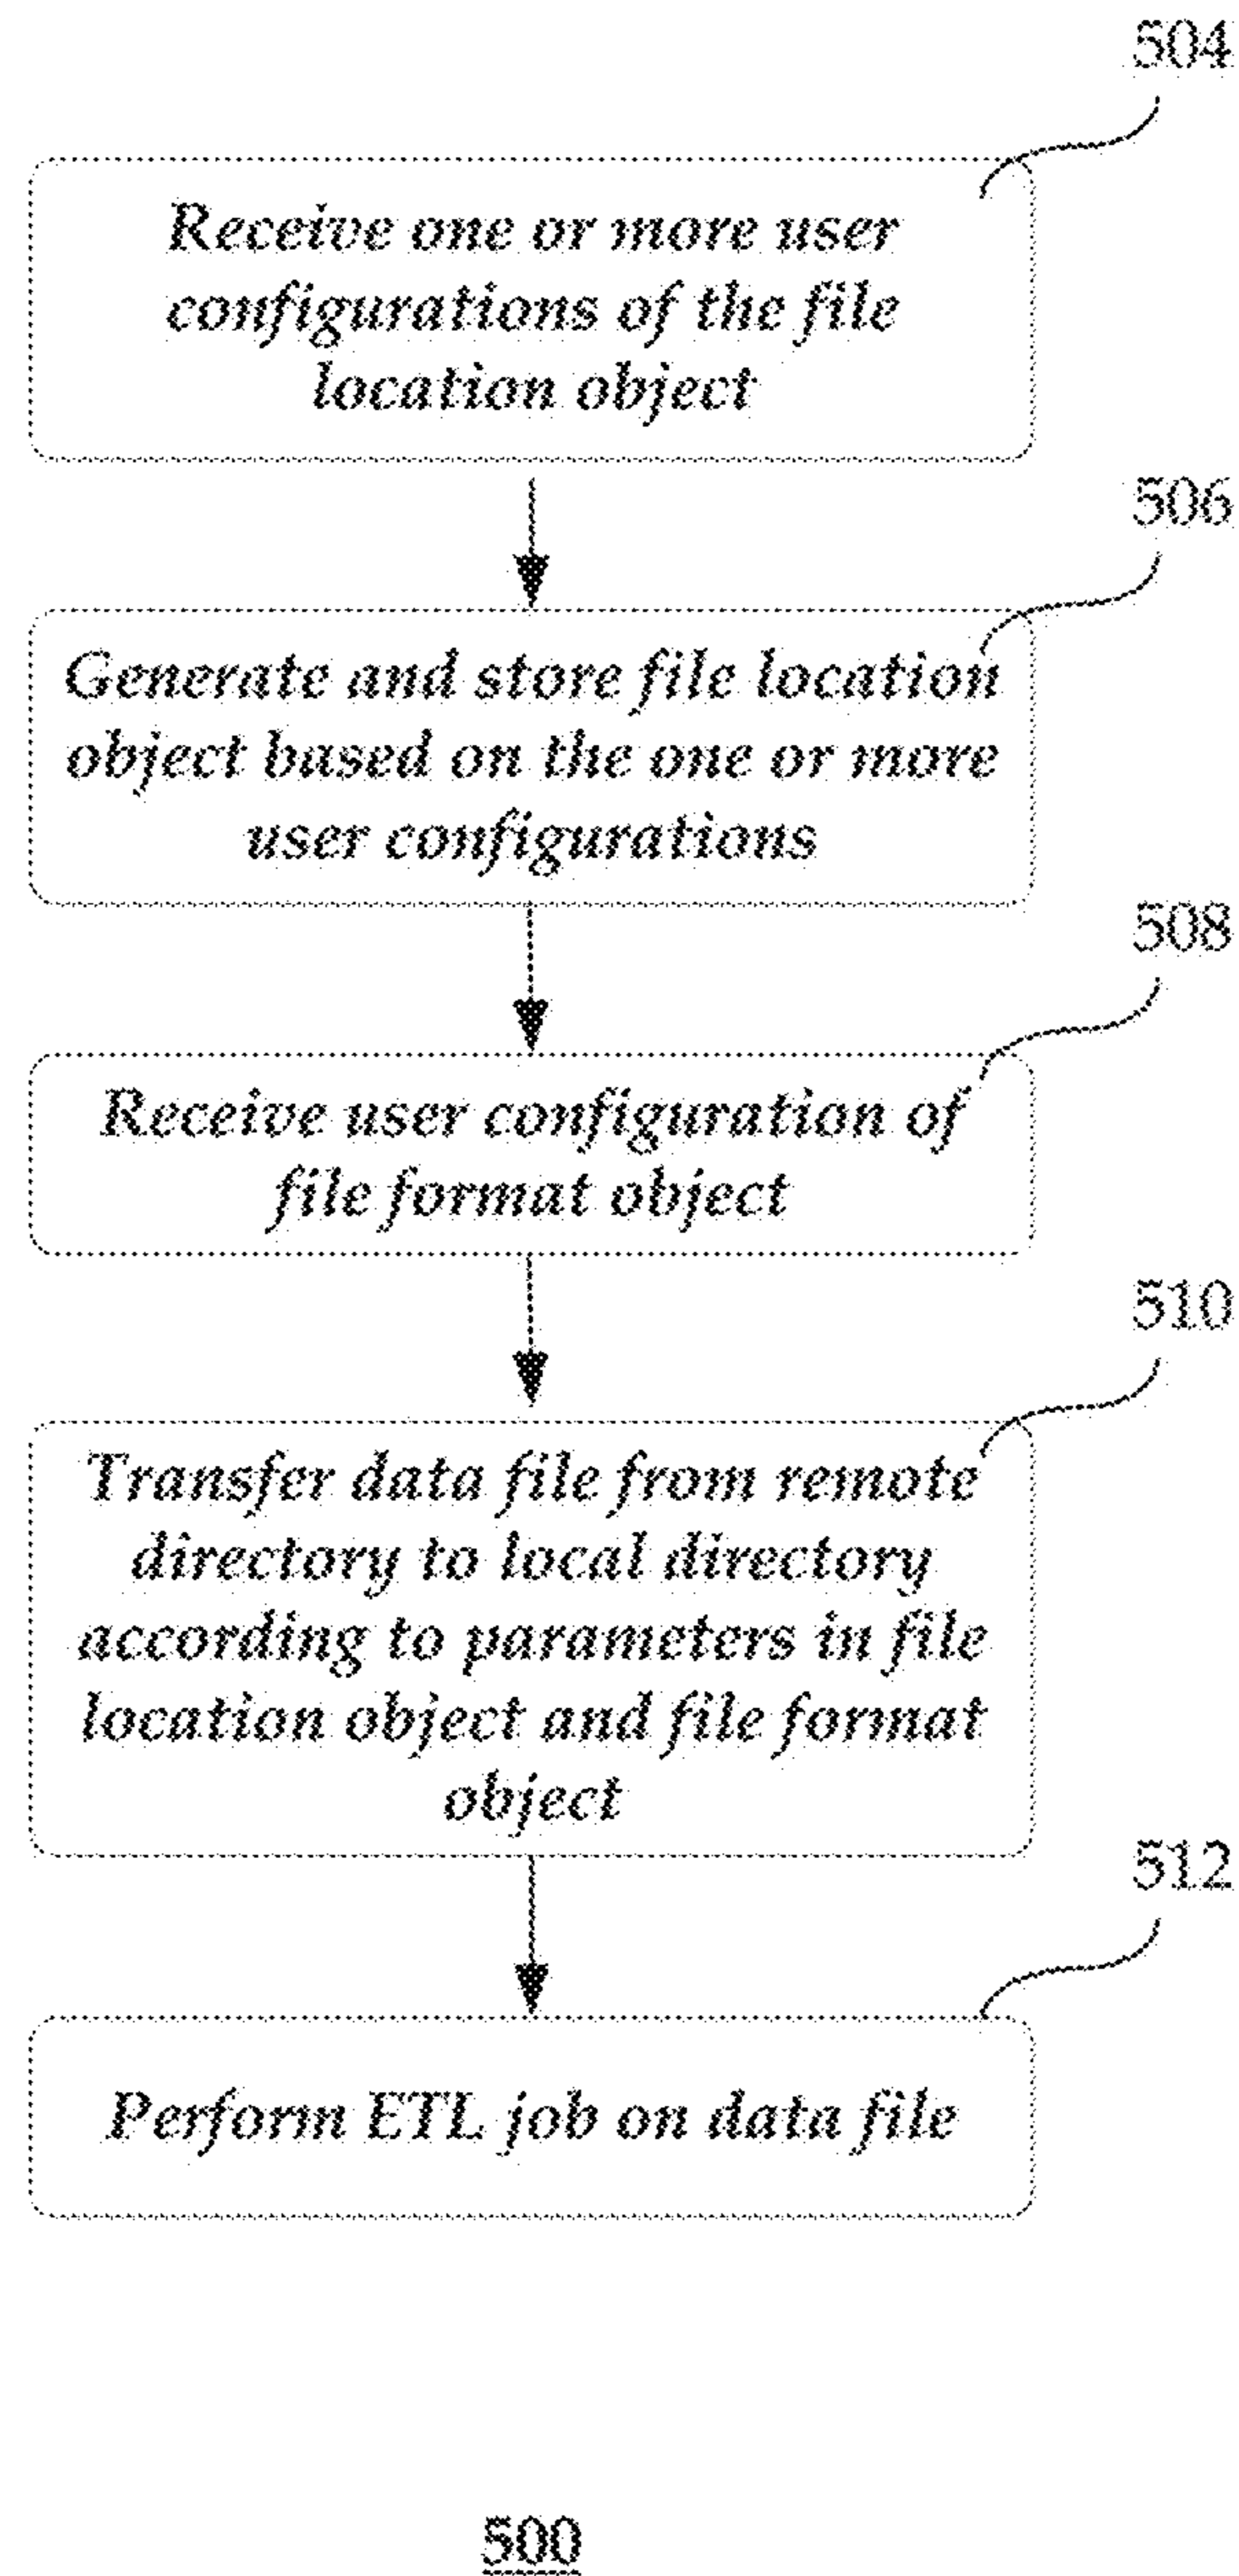 504
Receive one or more user
configurations of the file
location object
506
Generate and store file location
object based on the one or more
user configurations
508
Receive user configuration of
file format object
510
Transfer data file from remote
directory to local directory
according to parameters in file
location object and file format
object
512
Perform ETL job on data file
500